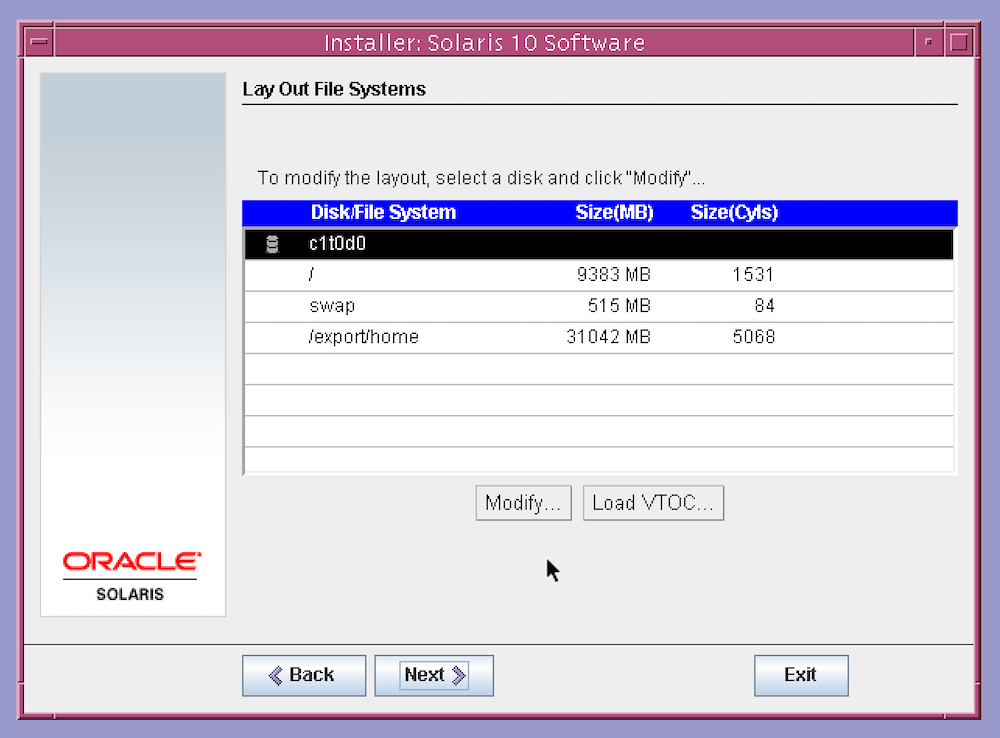 Installer: Solaris 10 Software
Lay Out File Systems
To modify the layout, select a disk and click "Modify"...
Disk/File System Size(MB) Size(Cyls)
c1t0d0
/ 9383 MB 1531
swap 515 MB 84
/export/home 31042 MB 5068
Modify... Load VTOC...
ORACLE
SOLARIS
Back Next Exit